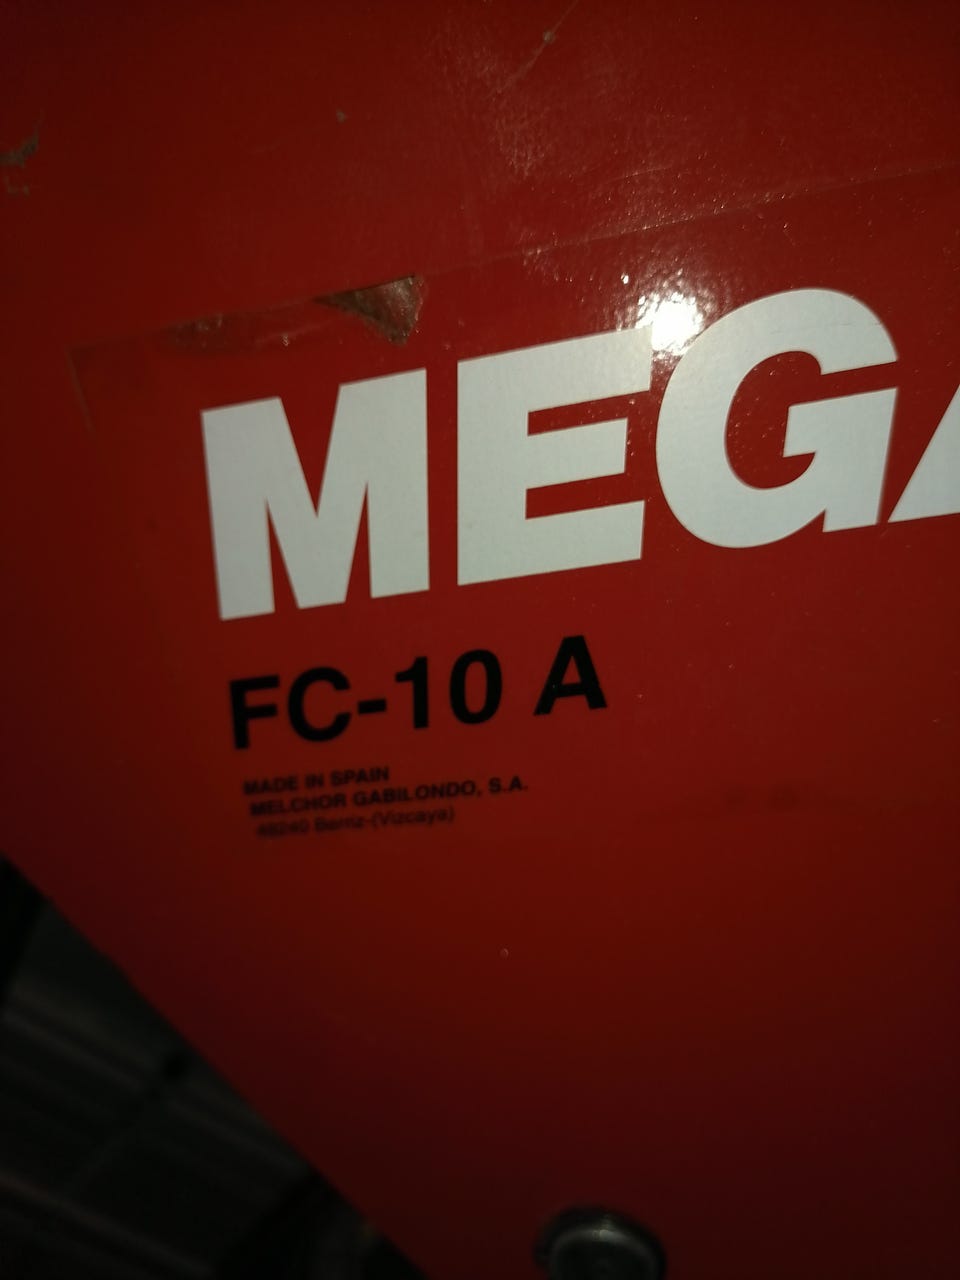 MEGA
FC-10 A
MADE IN SPAIN
MELCHOR GABILONDO, S.A.
48240 Berriz-(Vizcaya)